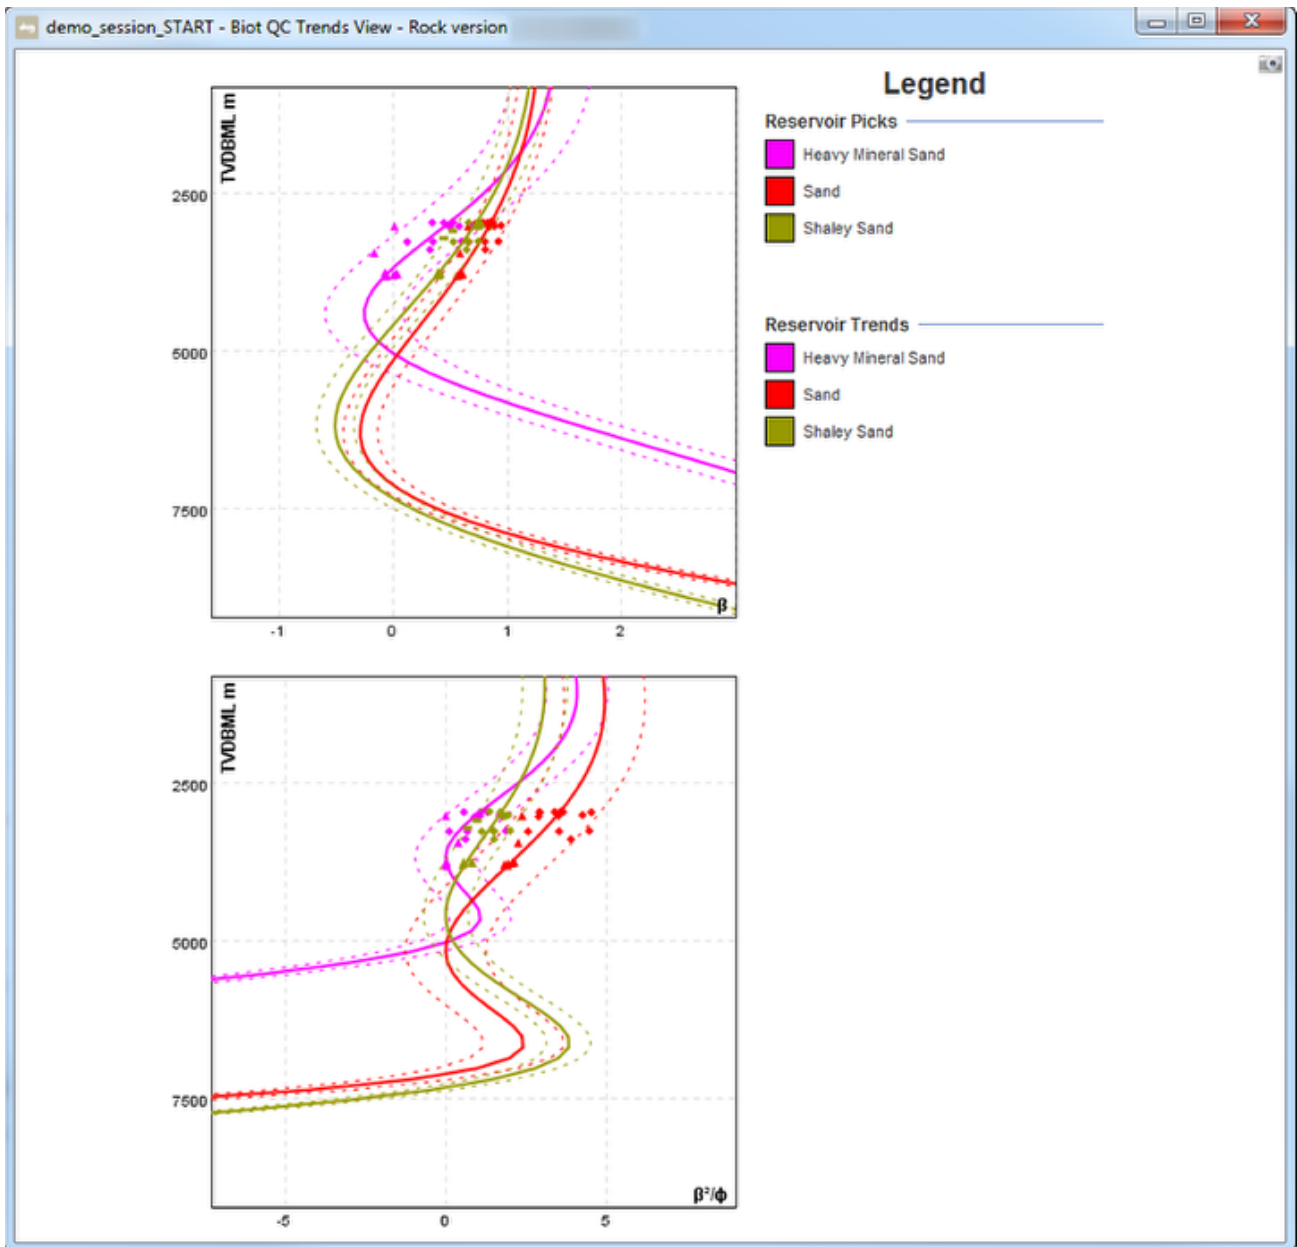 demo_session_START - Biot QC Trends View - Rock version
TVDBML m
2500
5000
7500
β
-1 0 1 2
Legend
Reservoir Picks
Heavy Mineral Sand
Sand
Shaley Sand
Reservoir Trends
Heavy Mineral Sand
Sand
Shaley Sand
TVDBML m
2500
5000
7500
β²/ϕ
-5 0 5